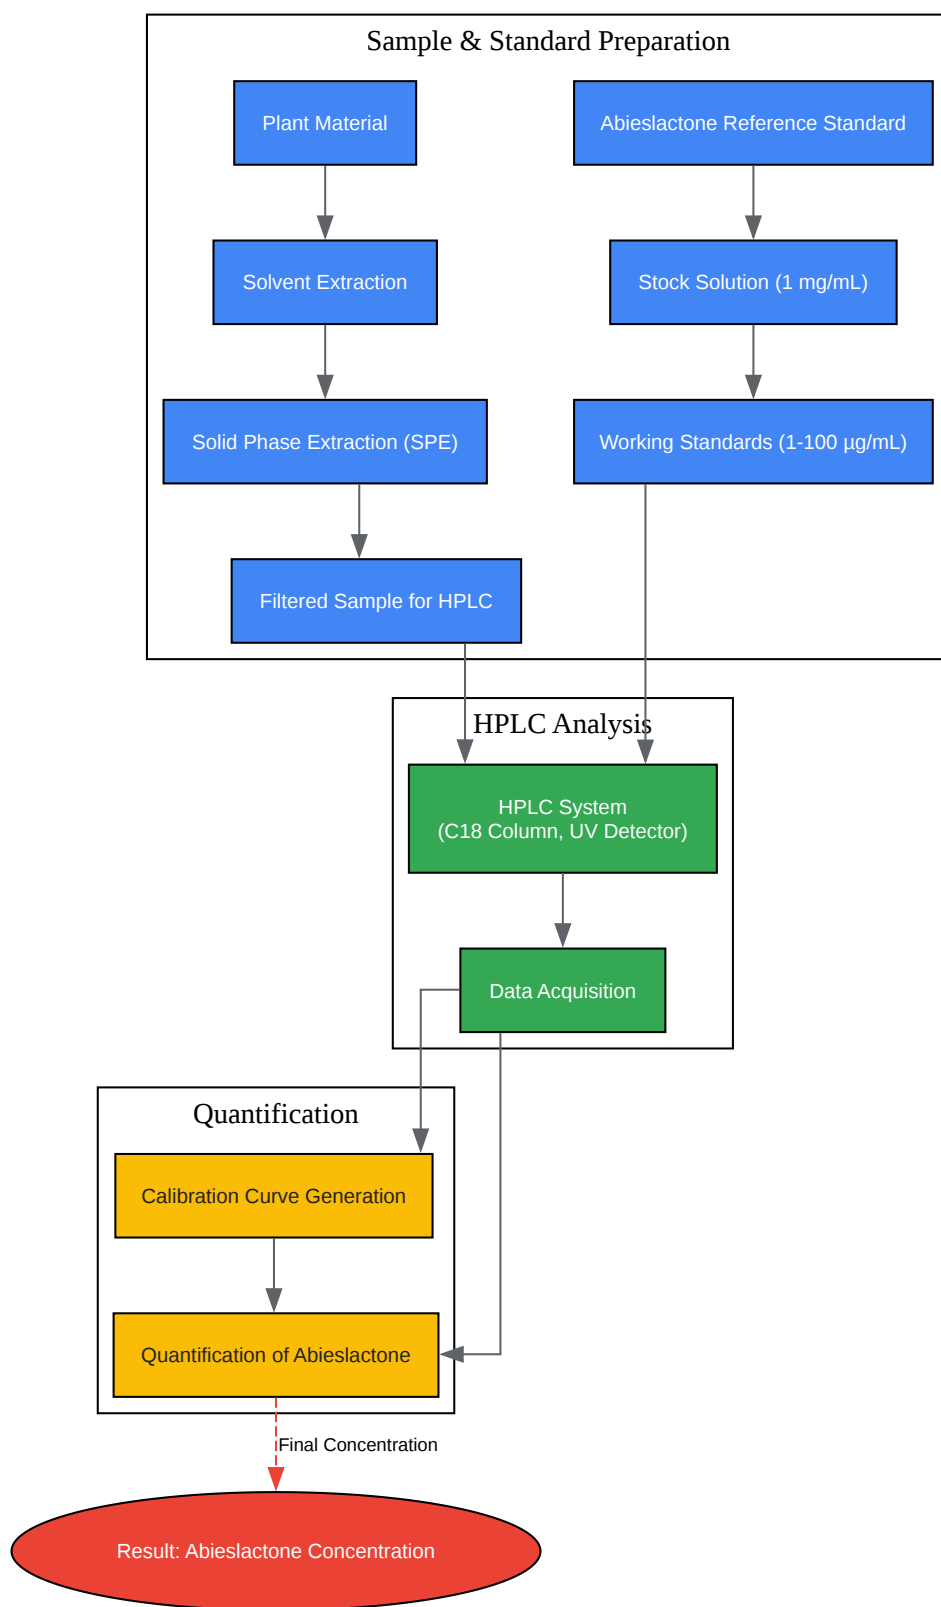 Sample & Standard Preparation
Plant Material
Abieslactone Reference Standard
Solvent Extraction
Stock Solution (1 mg/mL)
Solid Phase Extraction (SPE)
Working Standards (1-100 µg/mL)
Filtered Sample for HPLC
HPLC Analysis
HPLC System
(C18 Column, UV Detector)
Data Acquisition
Quantification
Calibration Curve Generation
Quantification of Abieslactone
Final Concentration
Result: Abieslactone Concentration